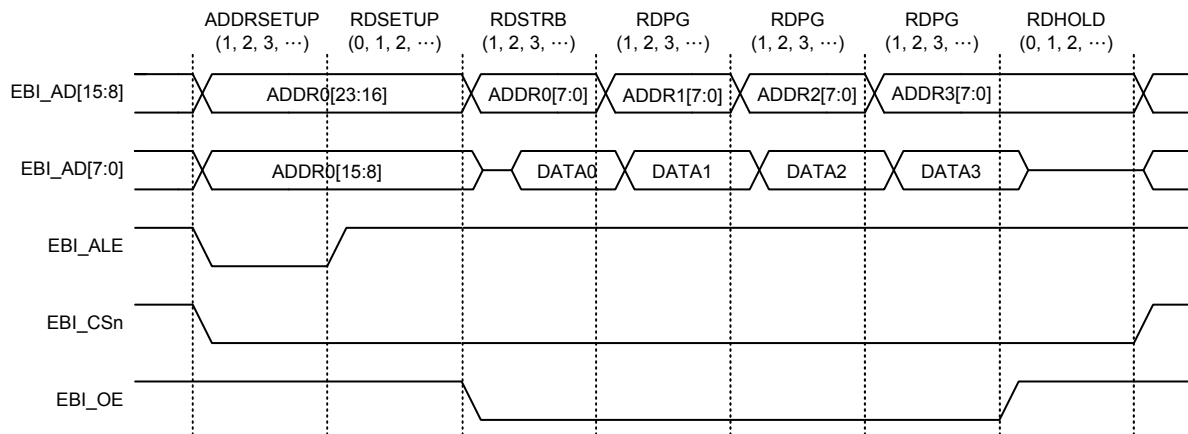 ADDRSETUP RDSETUP RDSTRB RDPG RDPG RDPG RDHOLD
(1, 2, 3, …) (0, 1, 2, …) (1, 2, 3, …) (1, 2, 3, …) (1, 2, 3, …) (1, 2, 3, …) (0, 1, 2, …)
EBI_AD[15:8] ADDR0[23:16] ADDR0[7:0] ADDR1[7:0] ADDR2[7:0] ADDR3[7:0]
EBI_AD[7:0] ADDR0[15:8] DATA0 DATA1 DATA2 DATA3
EBI_ALE
EBI_CSn
EBI_OE